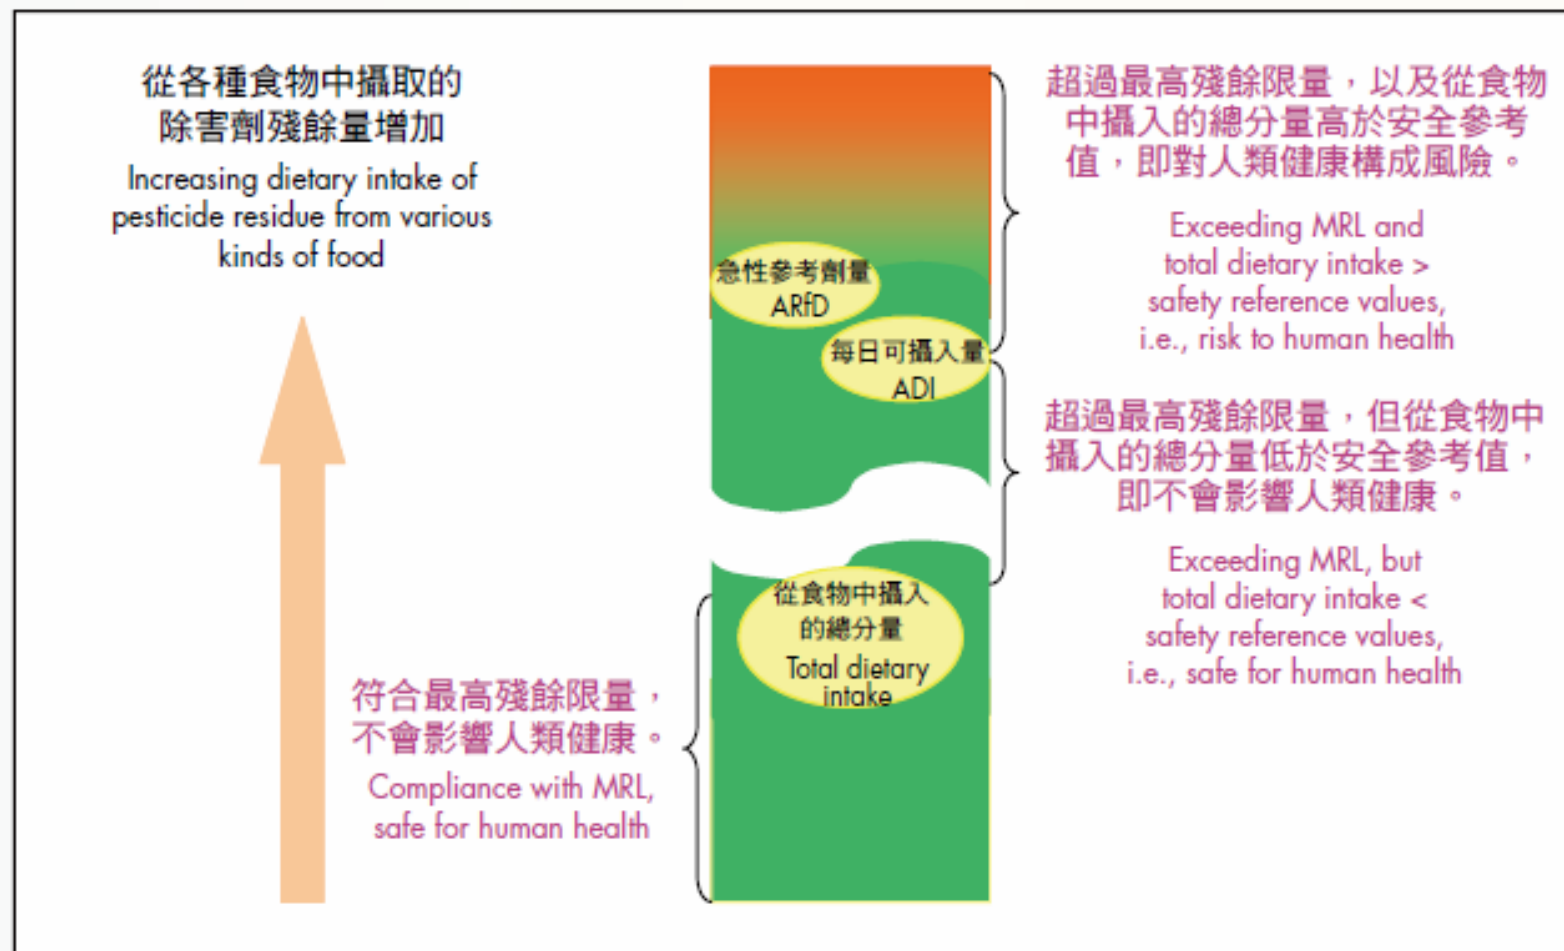 從各種食物中攝取的
除害劑殘餘量增加
Increasing dietary intake of
pesticide residue from various
kinds of food
急性參考劑量
ARfD
每日可攝入量
ADI
從食物中攝入
的總分量
Total dietary
intake
超過最高殘餘限量，以及從食物
中攝入的總分量高於安全參考
值，即對人類健康構成風險。
Exceeding MRL and
total dietary intake >
safety reference values,
i.e., risk to human health
超過最高殘餘限量，但從食物中
攝入的總分量低於安全參考值，
即不會影響人類健康。
Exceeding MRL, but
total dietary intake <
safety reference values,
i.e., safe for human health
符合最高殘餘限量，
不會影響人類健康。
Compliance with MRL,
safe for human health